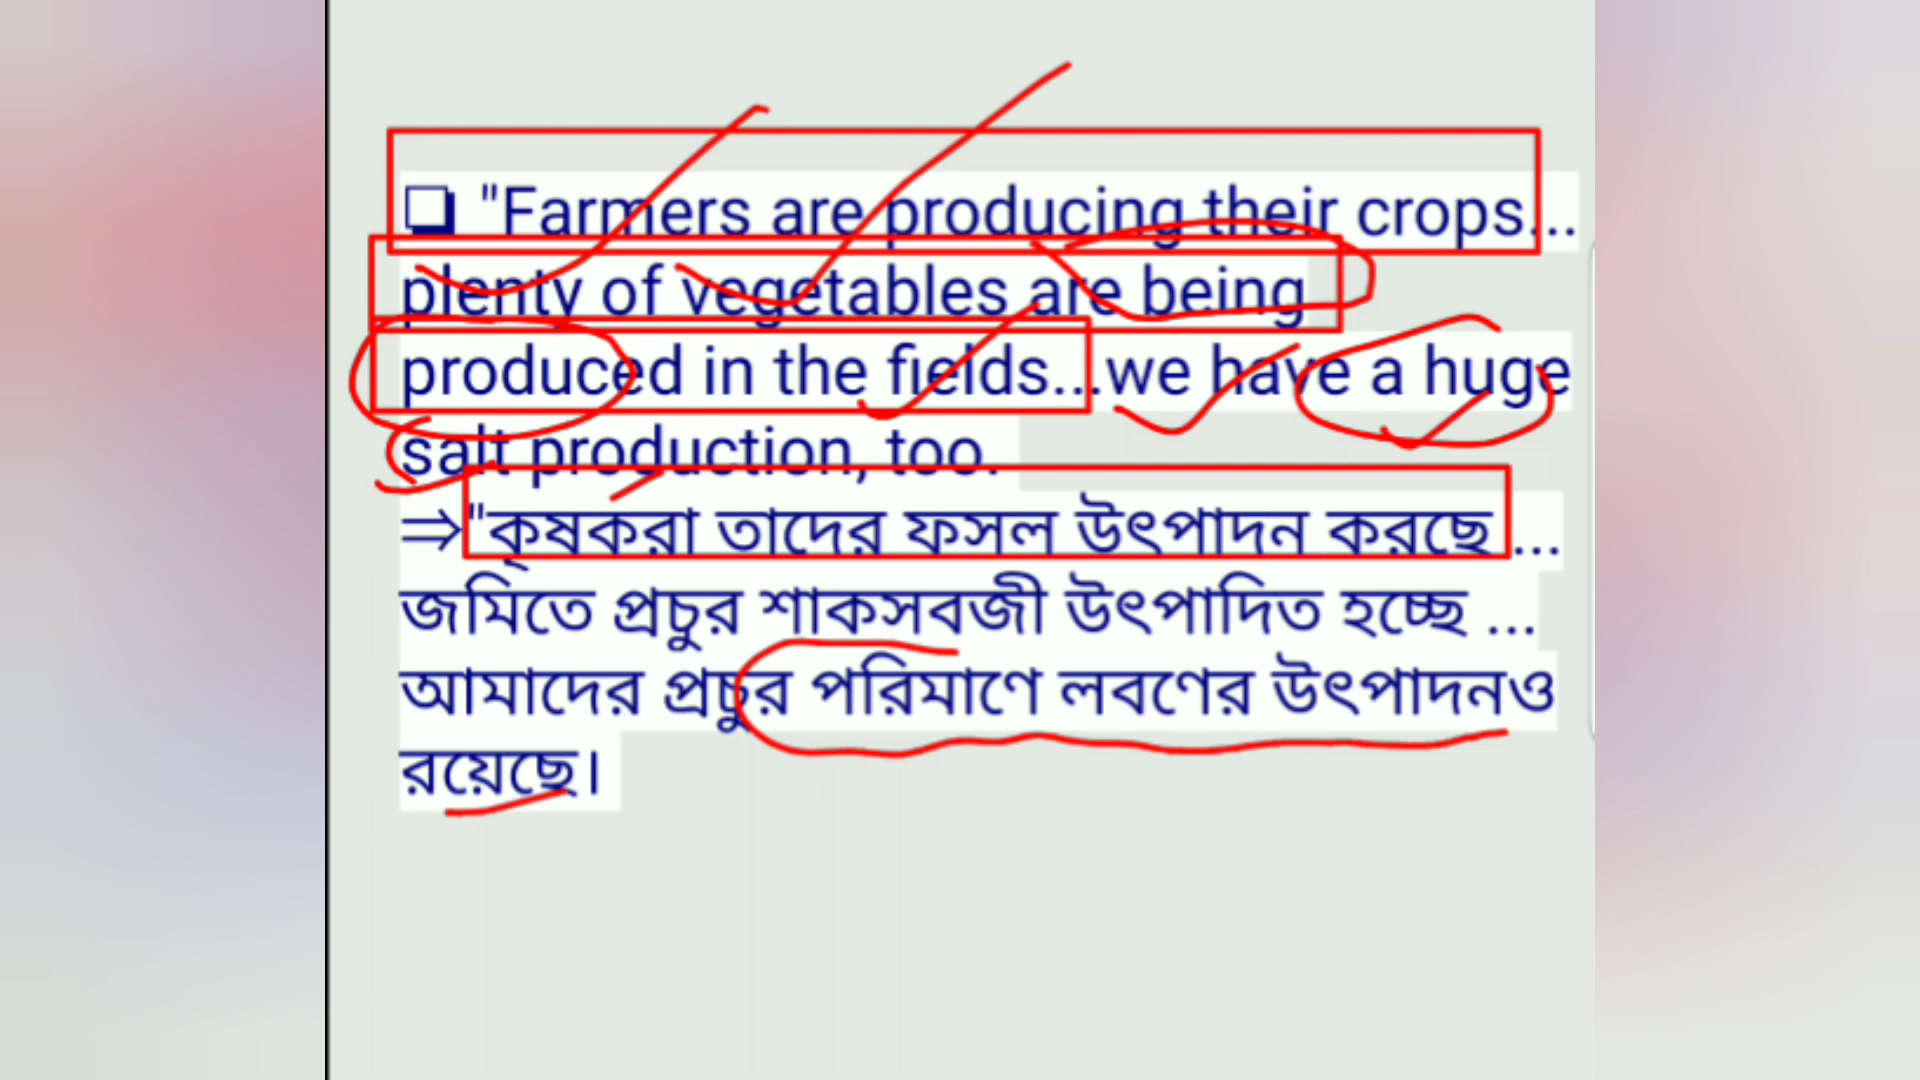 ❑ "Farmers are producing their crops...
plenty of vegetables are being
produced in the fields...we have a huge
salt production, too.
⇒"কৃষকরা তাদের ফসল উৎপাদন করছে ...
জমিতে প্রচুর শাকসবজী উৎপাদিত হচ্ছে ...
আমাদের প্রচুর পরিমাণে লবণের উৎপাদনও
রয়েছে।